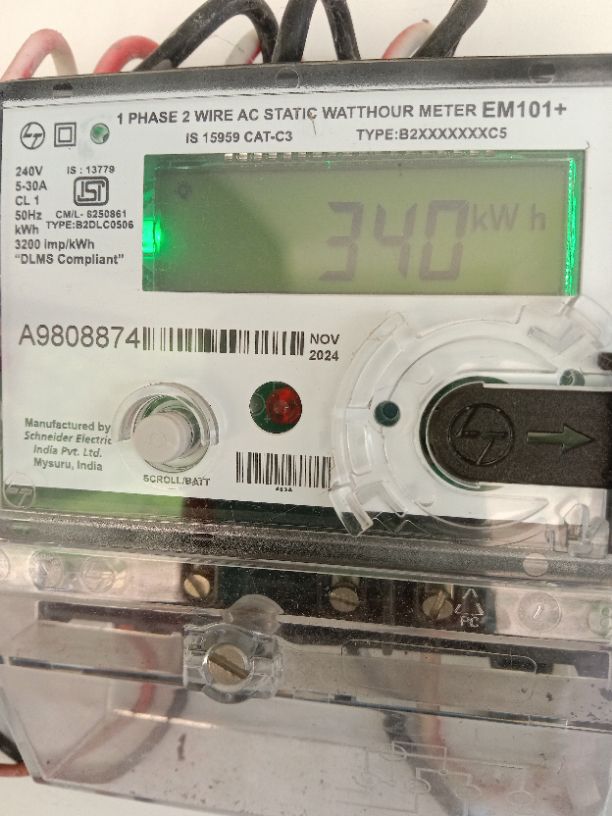 1 PHASE 2 WIRE AC STATIC WATTHOUR METER EM101+
IS 15959 CAT-C3 TYPE:B2XXXXXXXC5
240V
5-30A
CL 1
50Hz
kWh
3200 imp/kWh
"DLMS Compliant"
IS : 13779
CM/L- 6250861
TYPE:B2DLC0506
340 kW h
A9808874
NOV
2024
Manufactured by
Schneider Electric
India Pvt. Ltd.
Mysuru, India
SCROLL/BATT
PC